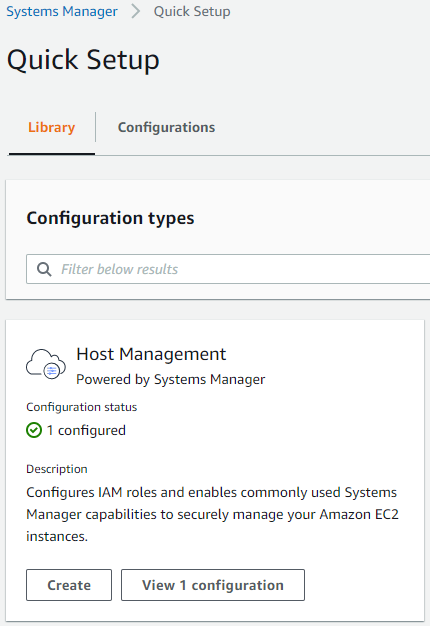 Systems Manager > Quick Setup
Quick Setup
Library Configurations
Configuration types
Filter below results
Host Management
Powered by Systems Manager
Configuration status
1 configured
Description
Configures IAM roles and enables commonly used Systems
Manager capabilities to securely manage your Amazon EC2
instances.
Create View 1 configuration